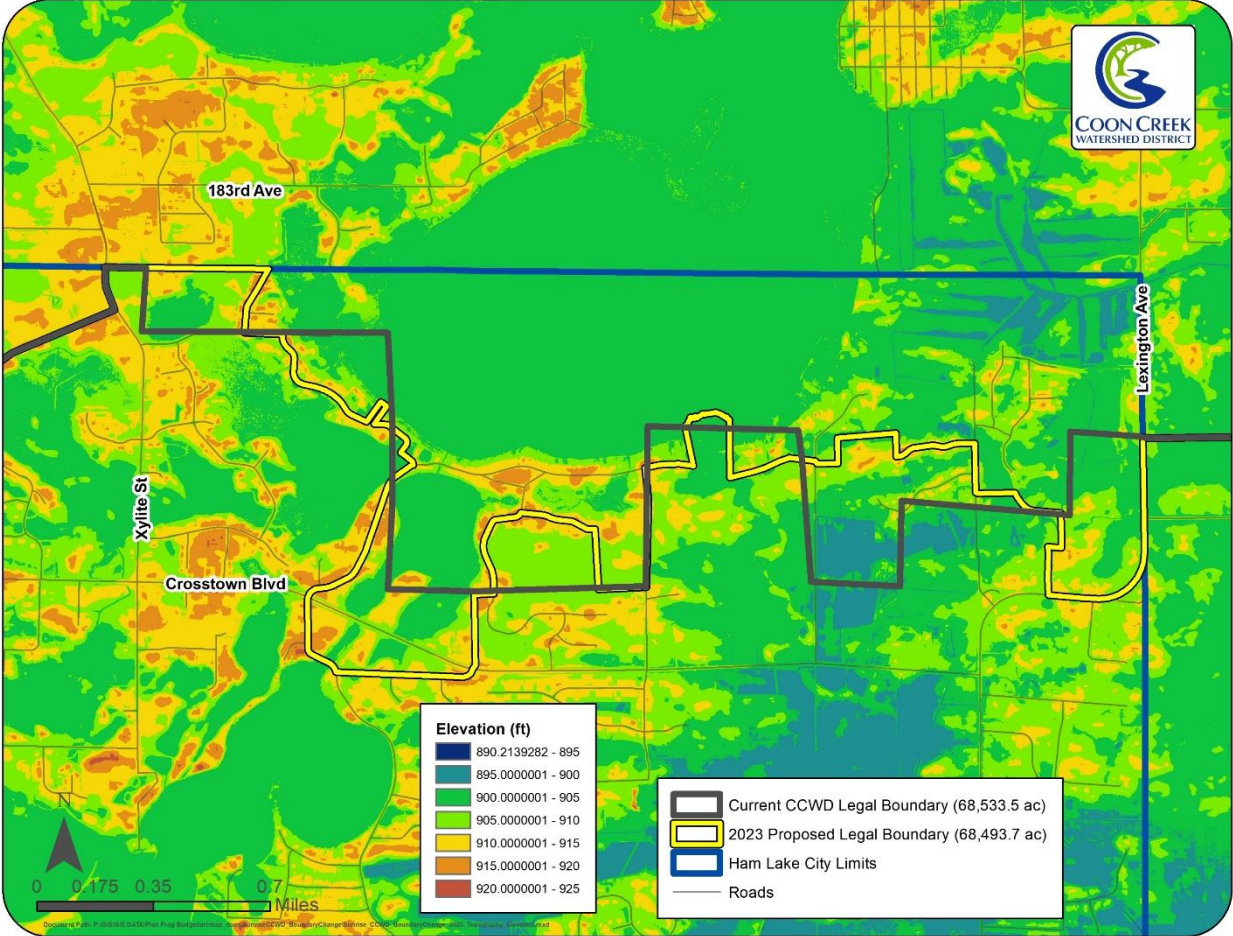 COON CREEK
WATERSHED DISTRICT
183rd Ave
Lexington Ave
Xylite St
Crosstown Blvd
Elevation (ft)
890.2139282 - 895
895.0000001 - 900
900.0000001 - 905
905.0000001 - 910
910.0000001 - 915
915.0000001 - 920
920.0000001 - 925
Current CCWD Legal Boundary (68,533.5 ac)
2023 Proposed Legal Boundary (68,493.7 ac)
Ham Lake City Limits
Roads
N
0 0.175 0.35 0.7
Miles